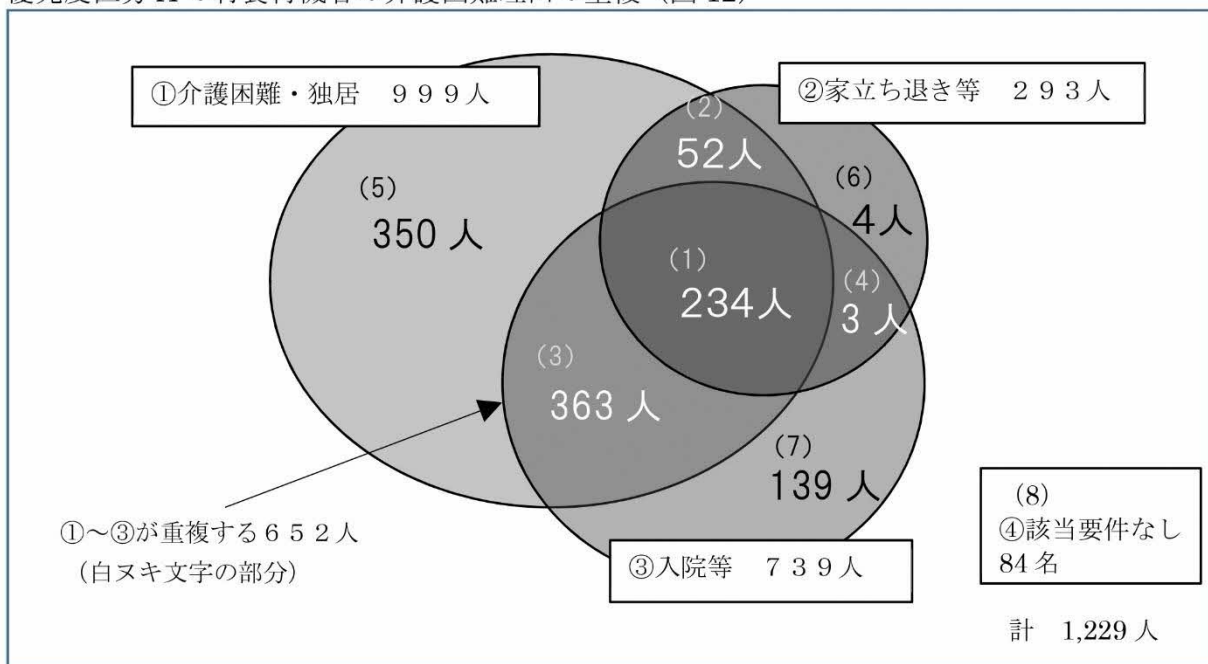 ①介護困難・独居　９９９人
②家立ち退き等　２９３人
(2)
52人
(5)
350 人
(6)
4人
(1)
234人
(4)
3 人
(3)
363 人
(7)
139 人
①～③が重複する６５２人
（白ヌキ文字の部分）
③入院等　７３９人
(8)
④該当要件なし
84 名
計　1,229 人